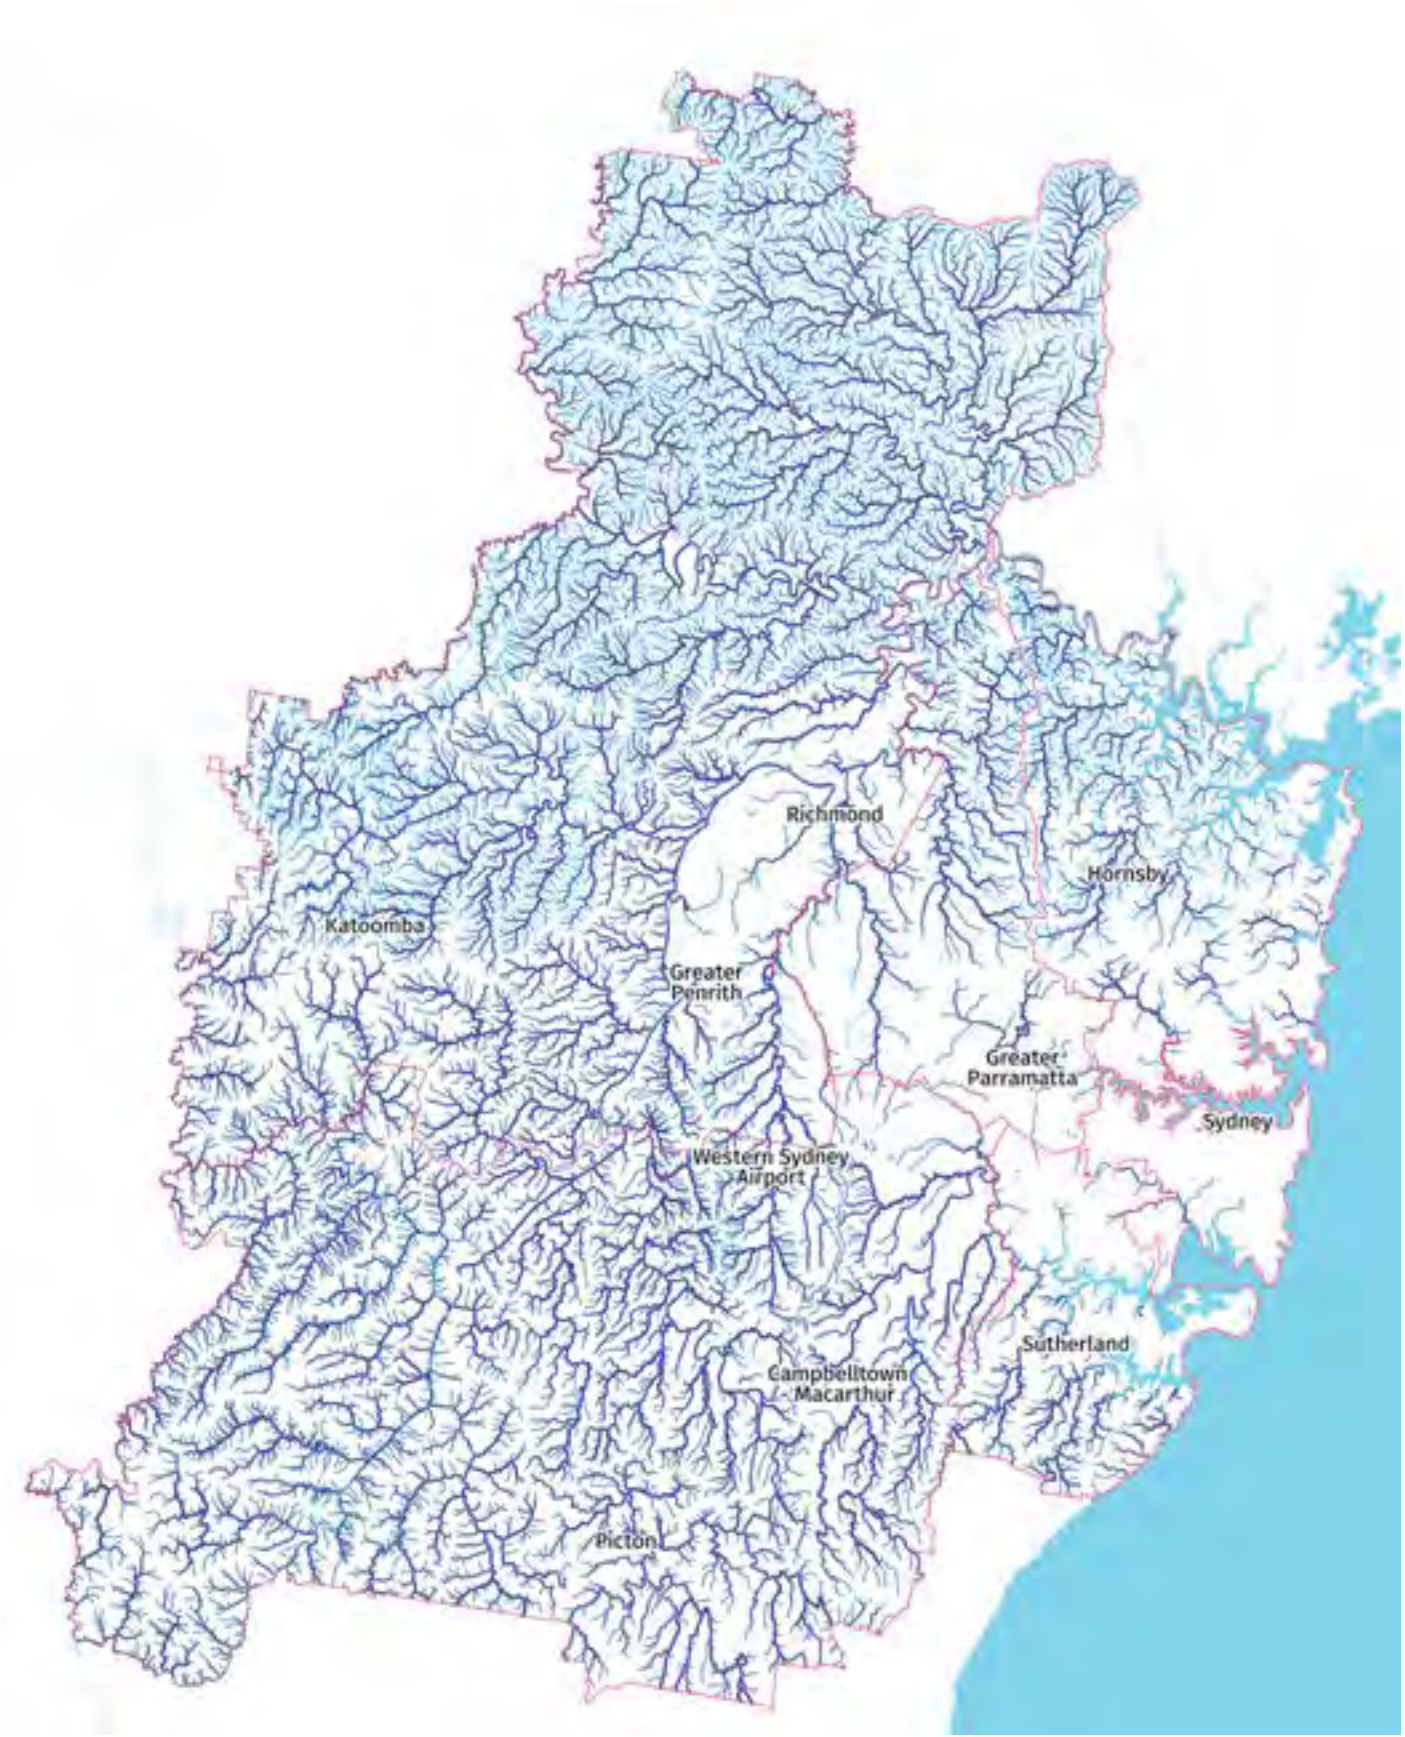 Richmond
Hornsby
Katoomba
Greater
Penrith
Greater
Parramatta
Sydney
Western Sydney
Airport
Sutherland
Campbelltown
- Macarthur
Picton